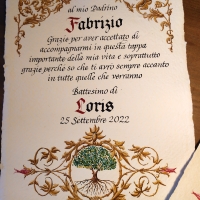 al mio Padrino
Fabrizio
Grazie per aver accettato di
accompagnarmi in questa tappa
importante della mia vita e soprattutto
grazie perché so che ti avrò sempre accanto
in tutte quelle che verranno
Battesimo di
Loris
25 Settembre 2022